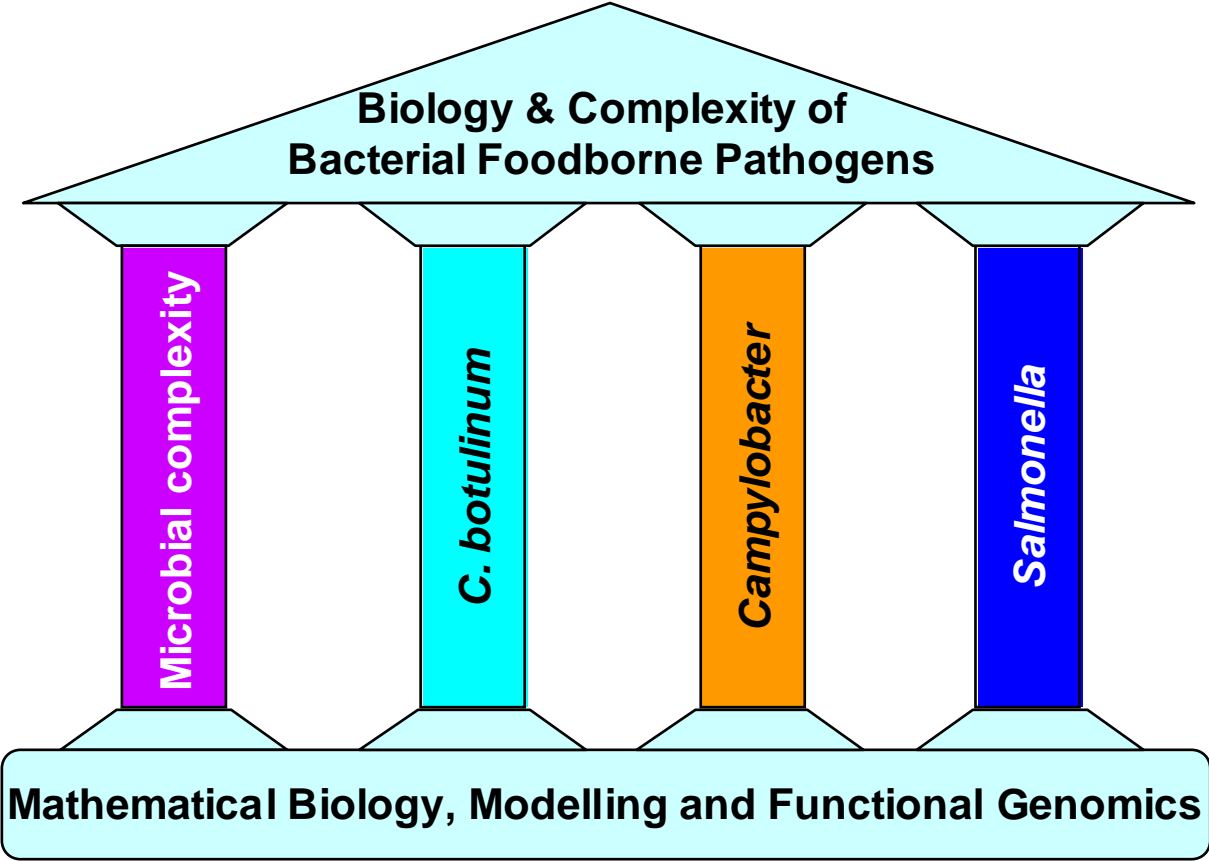 Biology & Complexity of
Bacterial Foodborne Pathogens
Microbial complexity
C. botulinum
Campylobacter
Salmonella
Mathematical Biology, Modelling and Functional Genomics